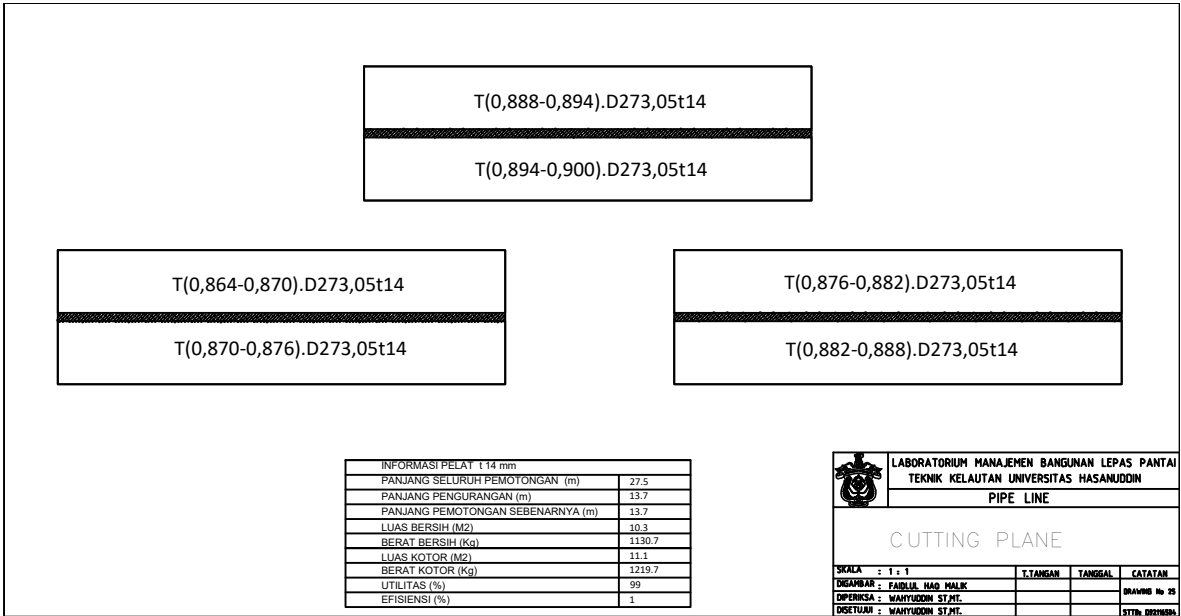 T(0,888-0,894).D273,05t14
T(0,894-0,900).D273,05t14
T(0,864-0,870).D273,05t14
T(0,870-0,876).D273,05t14
T(0,876-0,882).D273,05t14
T(0,882-0,888).D273,05t14
INFORMASI PELAT t 14 mm
PANJANG SELURUH PEMOTONGAN (m) 27.5
PANJANG PENGURANGAN (m) 13.7
PANJANG PEMOTONGAN SEBENARNYA (m) 13.7
LUAS BERSIH (M2) 10.3
BERAT BERSIH (Kg) 1130.7
LUAS KOTOR (M2) 11.1
BERAT KOTOR (Kg) 1219.7
UTILITAS (%) 99
EFISIENSI (%) 1
LABORATORIUM MANAJEMEN BANGUNAN LEPAS PANTAI
TEKNIK KELAUTAN UNIVERSITAS HASANUDDIN
PIPE LINE
CUTTING PLANE
SKALA : 1 : 1 T.TANGAN TANGGAL CATATAN
DIGAMBAR : FAIDLUL HAQ MALIK
DRAWING No 25
DIPERIKSA : WAHYUDDIN ST,MT.
DISETUJUI : WAHYUDDIN ST,MT.